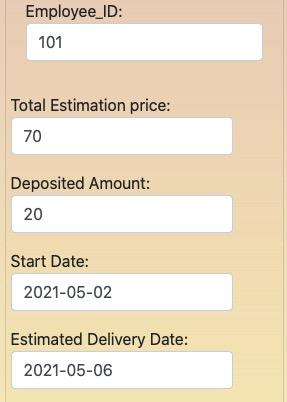 Employee_ID:
101
Total Estimation price:
70
Deposited Amount:
20
Start Date:
2021-05-02
Estimated Delivery Date:
2021-05-06